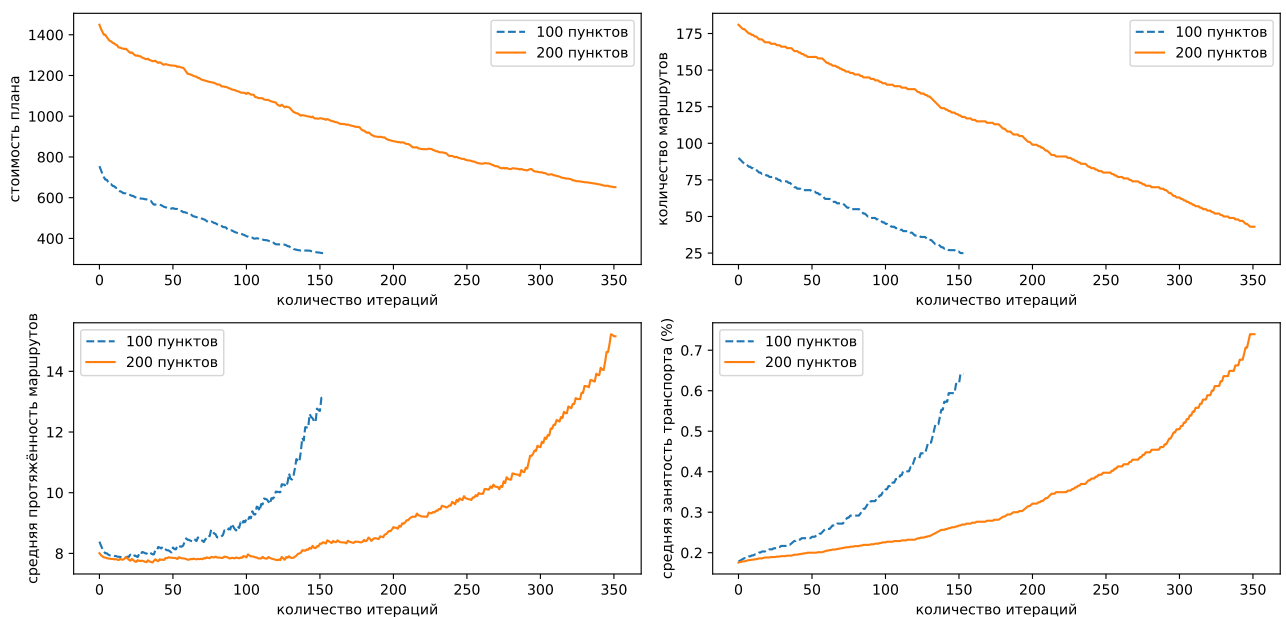 стоимость плана
1400
1200
1000
800
600
400
100 пунктов
200 пунктов
0 50 100 150 200 250 300 350
количество итераций
количество маршрутов
175
150
125
100
75
50
25
100 пунктов
200 пунктов
0 50 100 150 200 250 300 350
количество итераций
средняя протяжённость маршрутов
14
12
10
8
100 пунктов
200 пунктов
0 50 100 150 200 250 300 350
количество итераций
средняя занятость транспорта (%)
0.7
0.6
0.5
0.4
0.3
0.2
100 пунктов
200 пунктов
0 50 100 150 200 250 300 350
количество итераций